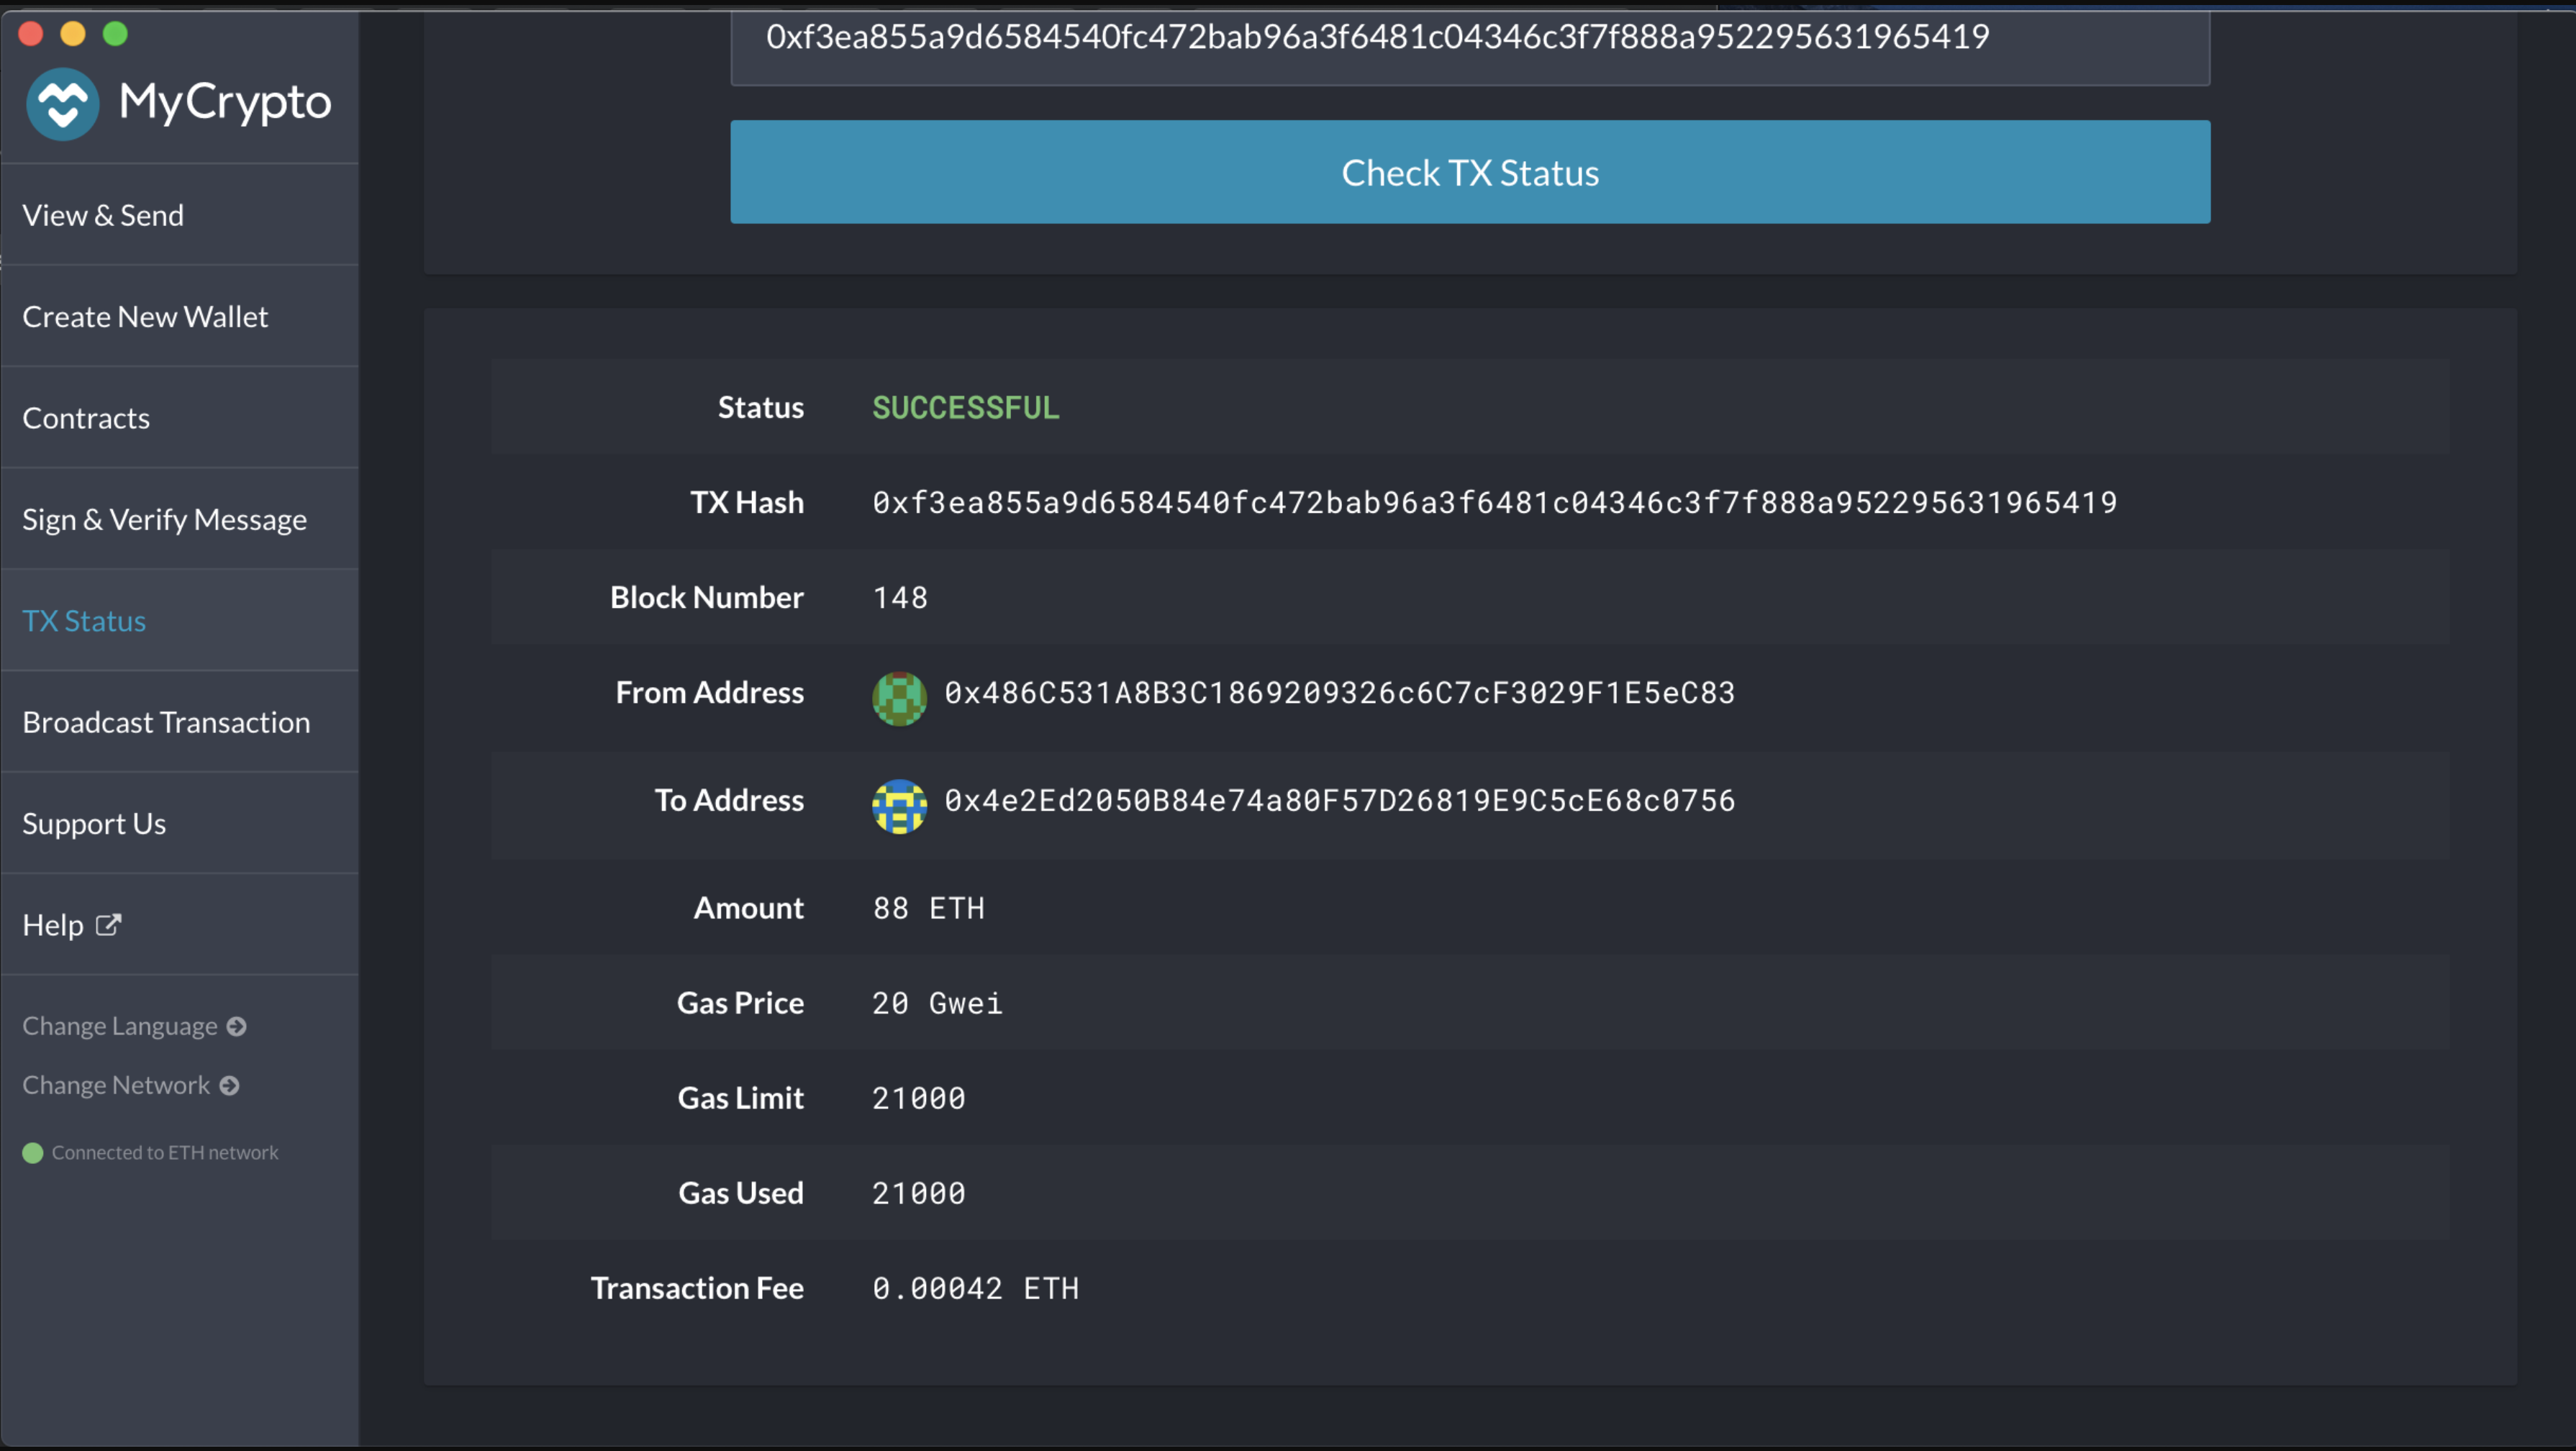 MyCrypto
View & Send
Create New Wallet
Contracts
Sign & Verify Message
TX Status
Broadcast Transaction
Support Us
Help
Change Language
Change Network
Connected to ETH network
0xf3ea855a9d6584540fc472bab96a3f6481c04346c3f7f888a952295631965419
Check TX Status
Status SUCCESSFUL
TX Hash 0xf3ea855a9d6584540fc472bab96a3f6481c04346c3f7f888a952295631965419
Block Number 148
From Address 0x486C531A8B3C1869209326c6C7cF3029F1E5eC83
To Address 0x4e2Ed2050B84e74a80F57D26819E9C5cE68c0756
Amount 88 ETH
Gas Price 20 Gwei
Gas Limit 21000
Gas Used 21000
Transaction Fee 0.00042 ETH